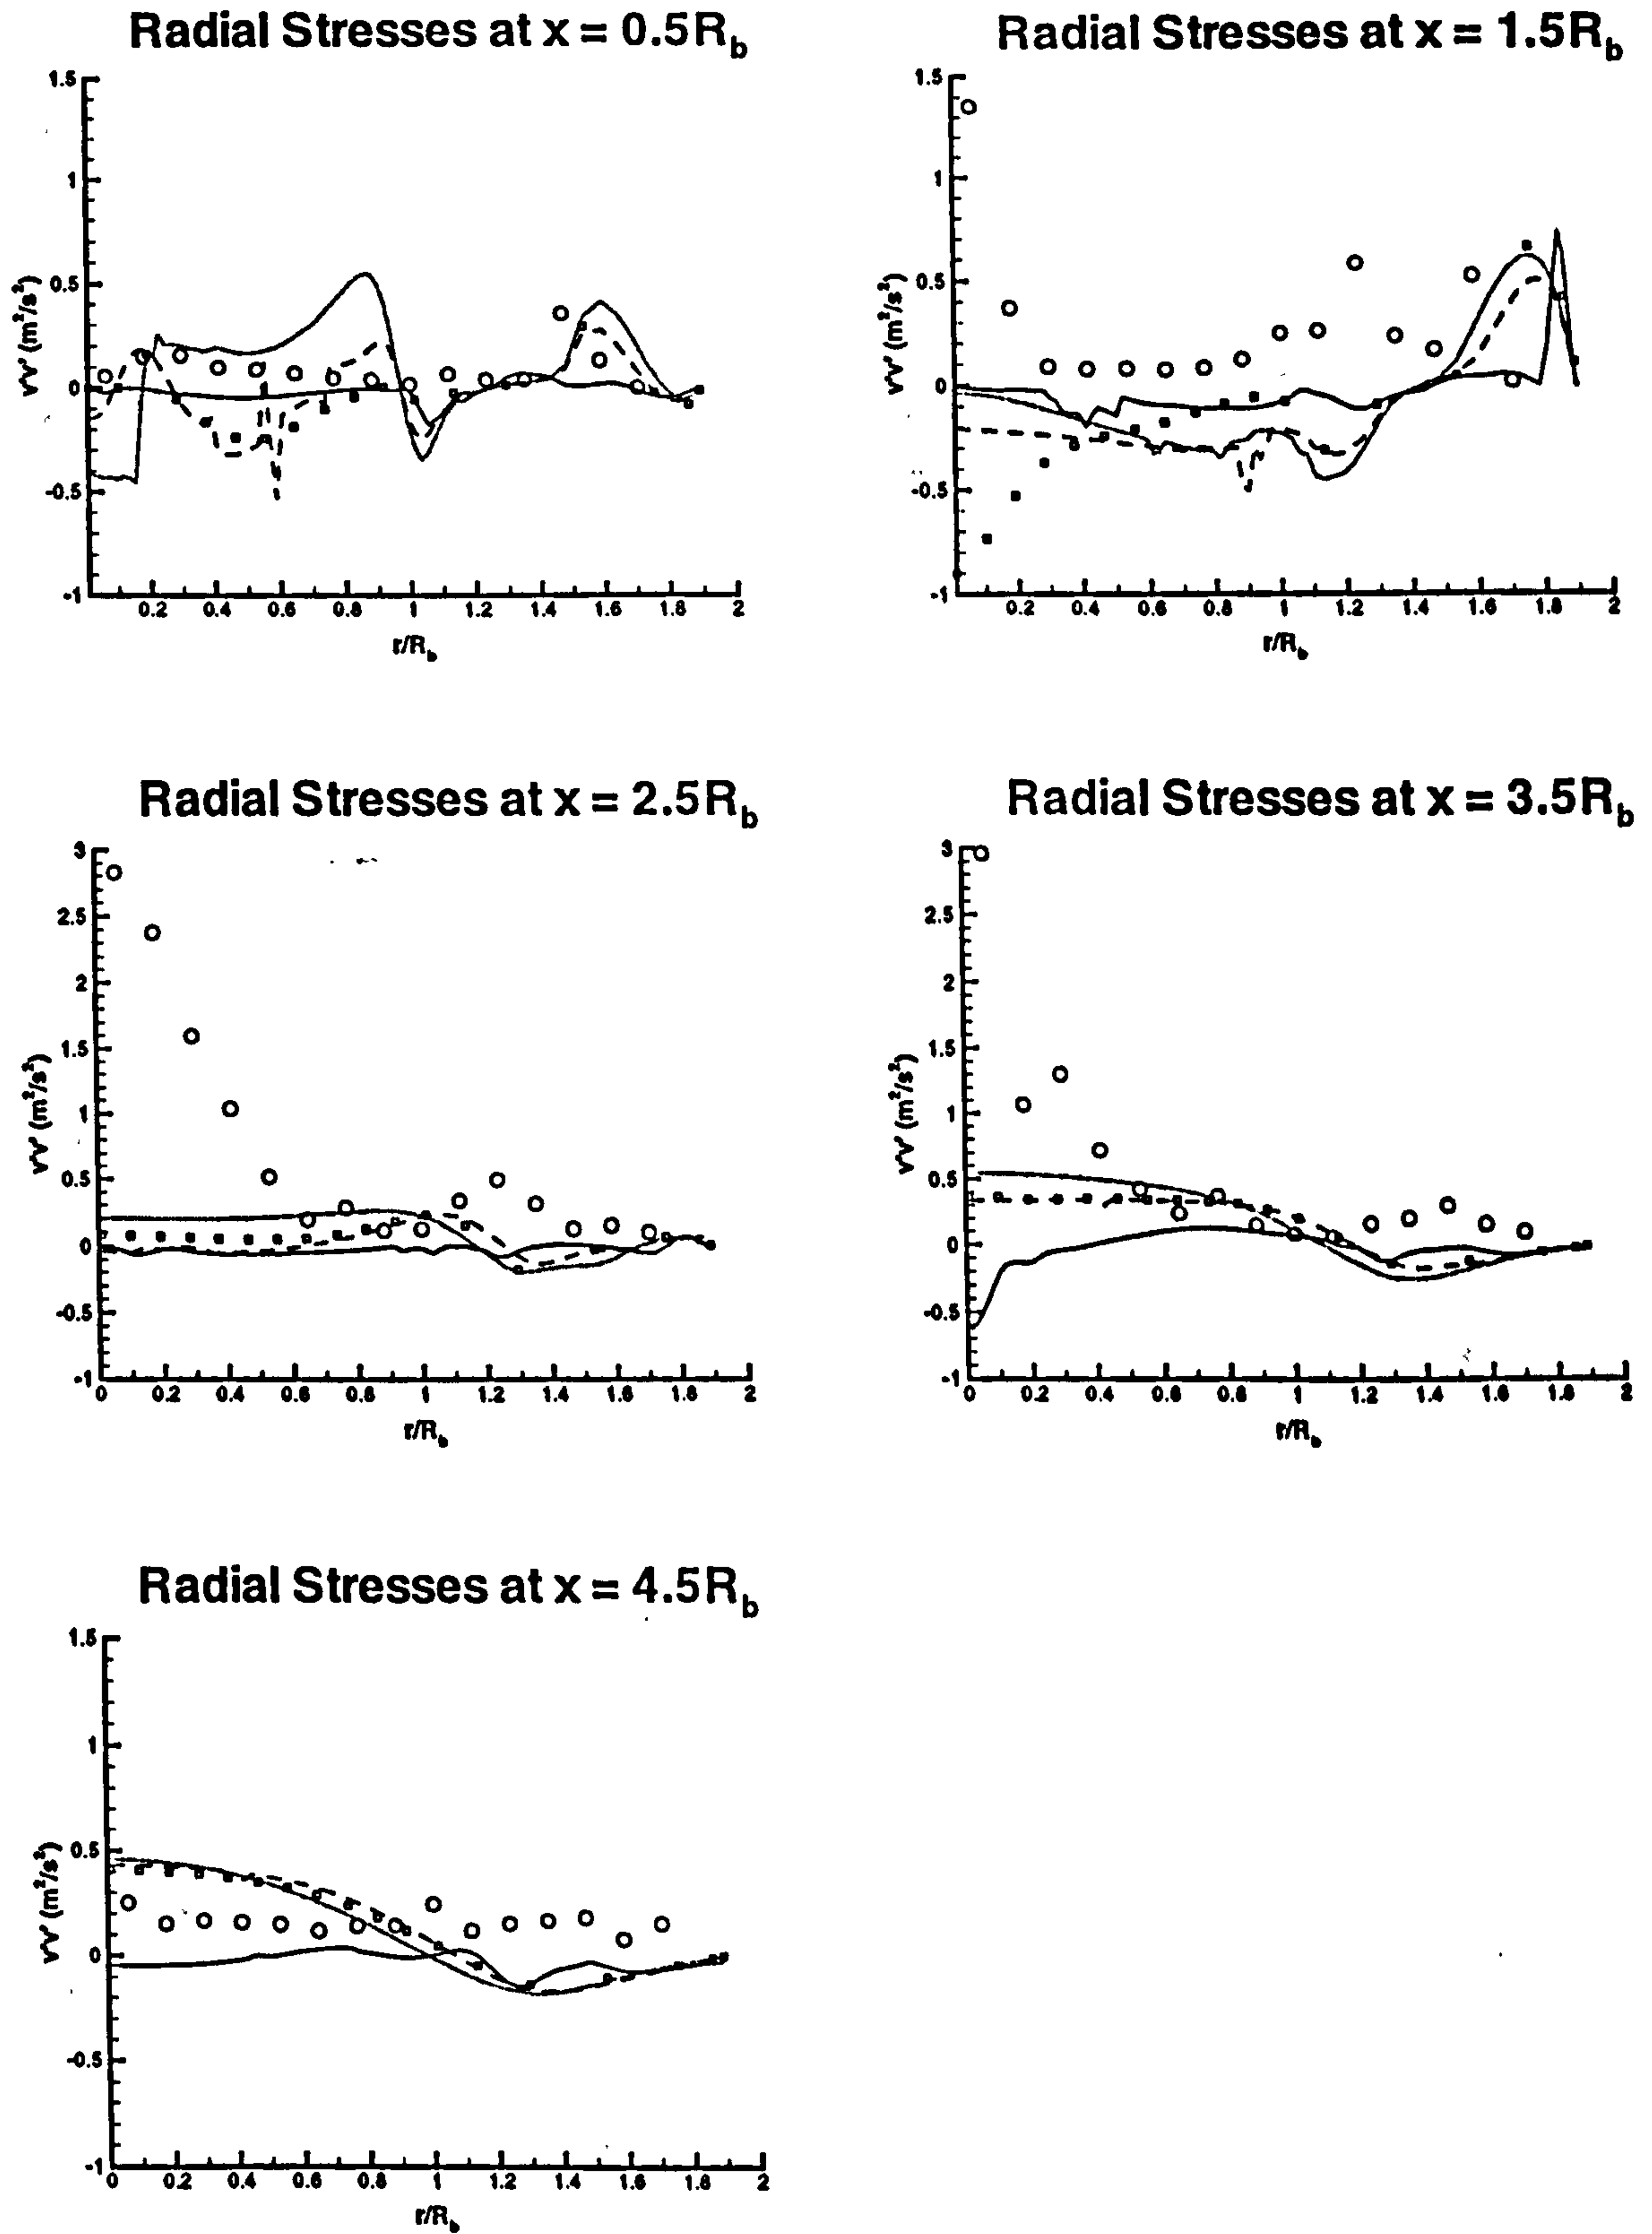 Radial Stresses at x = 0.5R_b
1.5
1
0.5
0
-0.5
-1
v'v' (m²/s²)
0.2 0.4 0.6 0.8 1 1.2 1.4 1.6 1.8 2
r/R_b
Radial Stresses at x = 1.5R_b
1.5
1
0.5
0
-0.5
-1
v'v' (m²/s²)
0.2 0.4 0.6 0.8 1 1.2 1.4 1.6 1.8 2
r/R_b
Radial Stresses at x = 2.5R_b
3
2.5
2
1.5
1
0.5
0
-0.5
-1
v'v' (m²/s²)
0 0.2 0.4 0.6 0.8 1 1.2 1.4 1.6 1.8 2
r/R_b
Radial Stresses at x = 3.5R_b
3
2.5
2
1.5
1
0.5
0
-0.5
-1
v'v' (m²/s²)
0 0.2 0.4 0.6 0.8 1 1.2 1.4 1.6 1.8 2
r/R_b
Radial Stresses at x = 4.5R_b
1.5
1
0.5
0
-0.5
-1
v'v' (m²/s²)
0 0.2 0.4 0.6 0.8 1 1.2 1.4 1.6 1.8 2
r/R_b